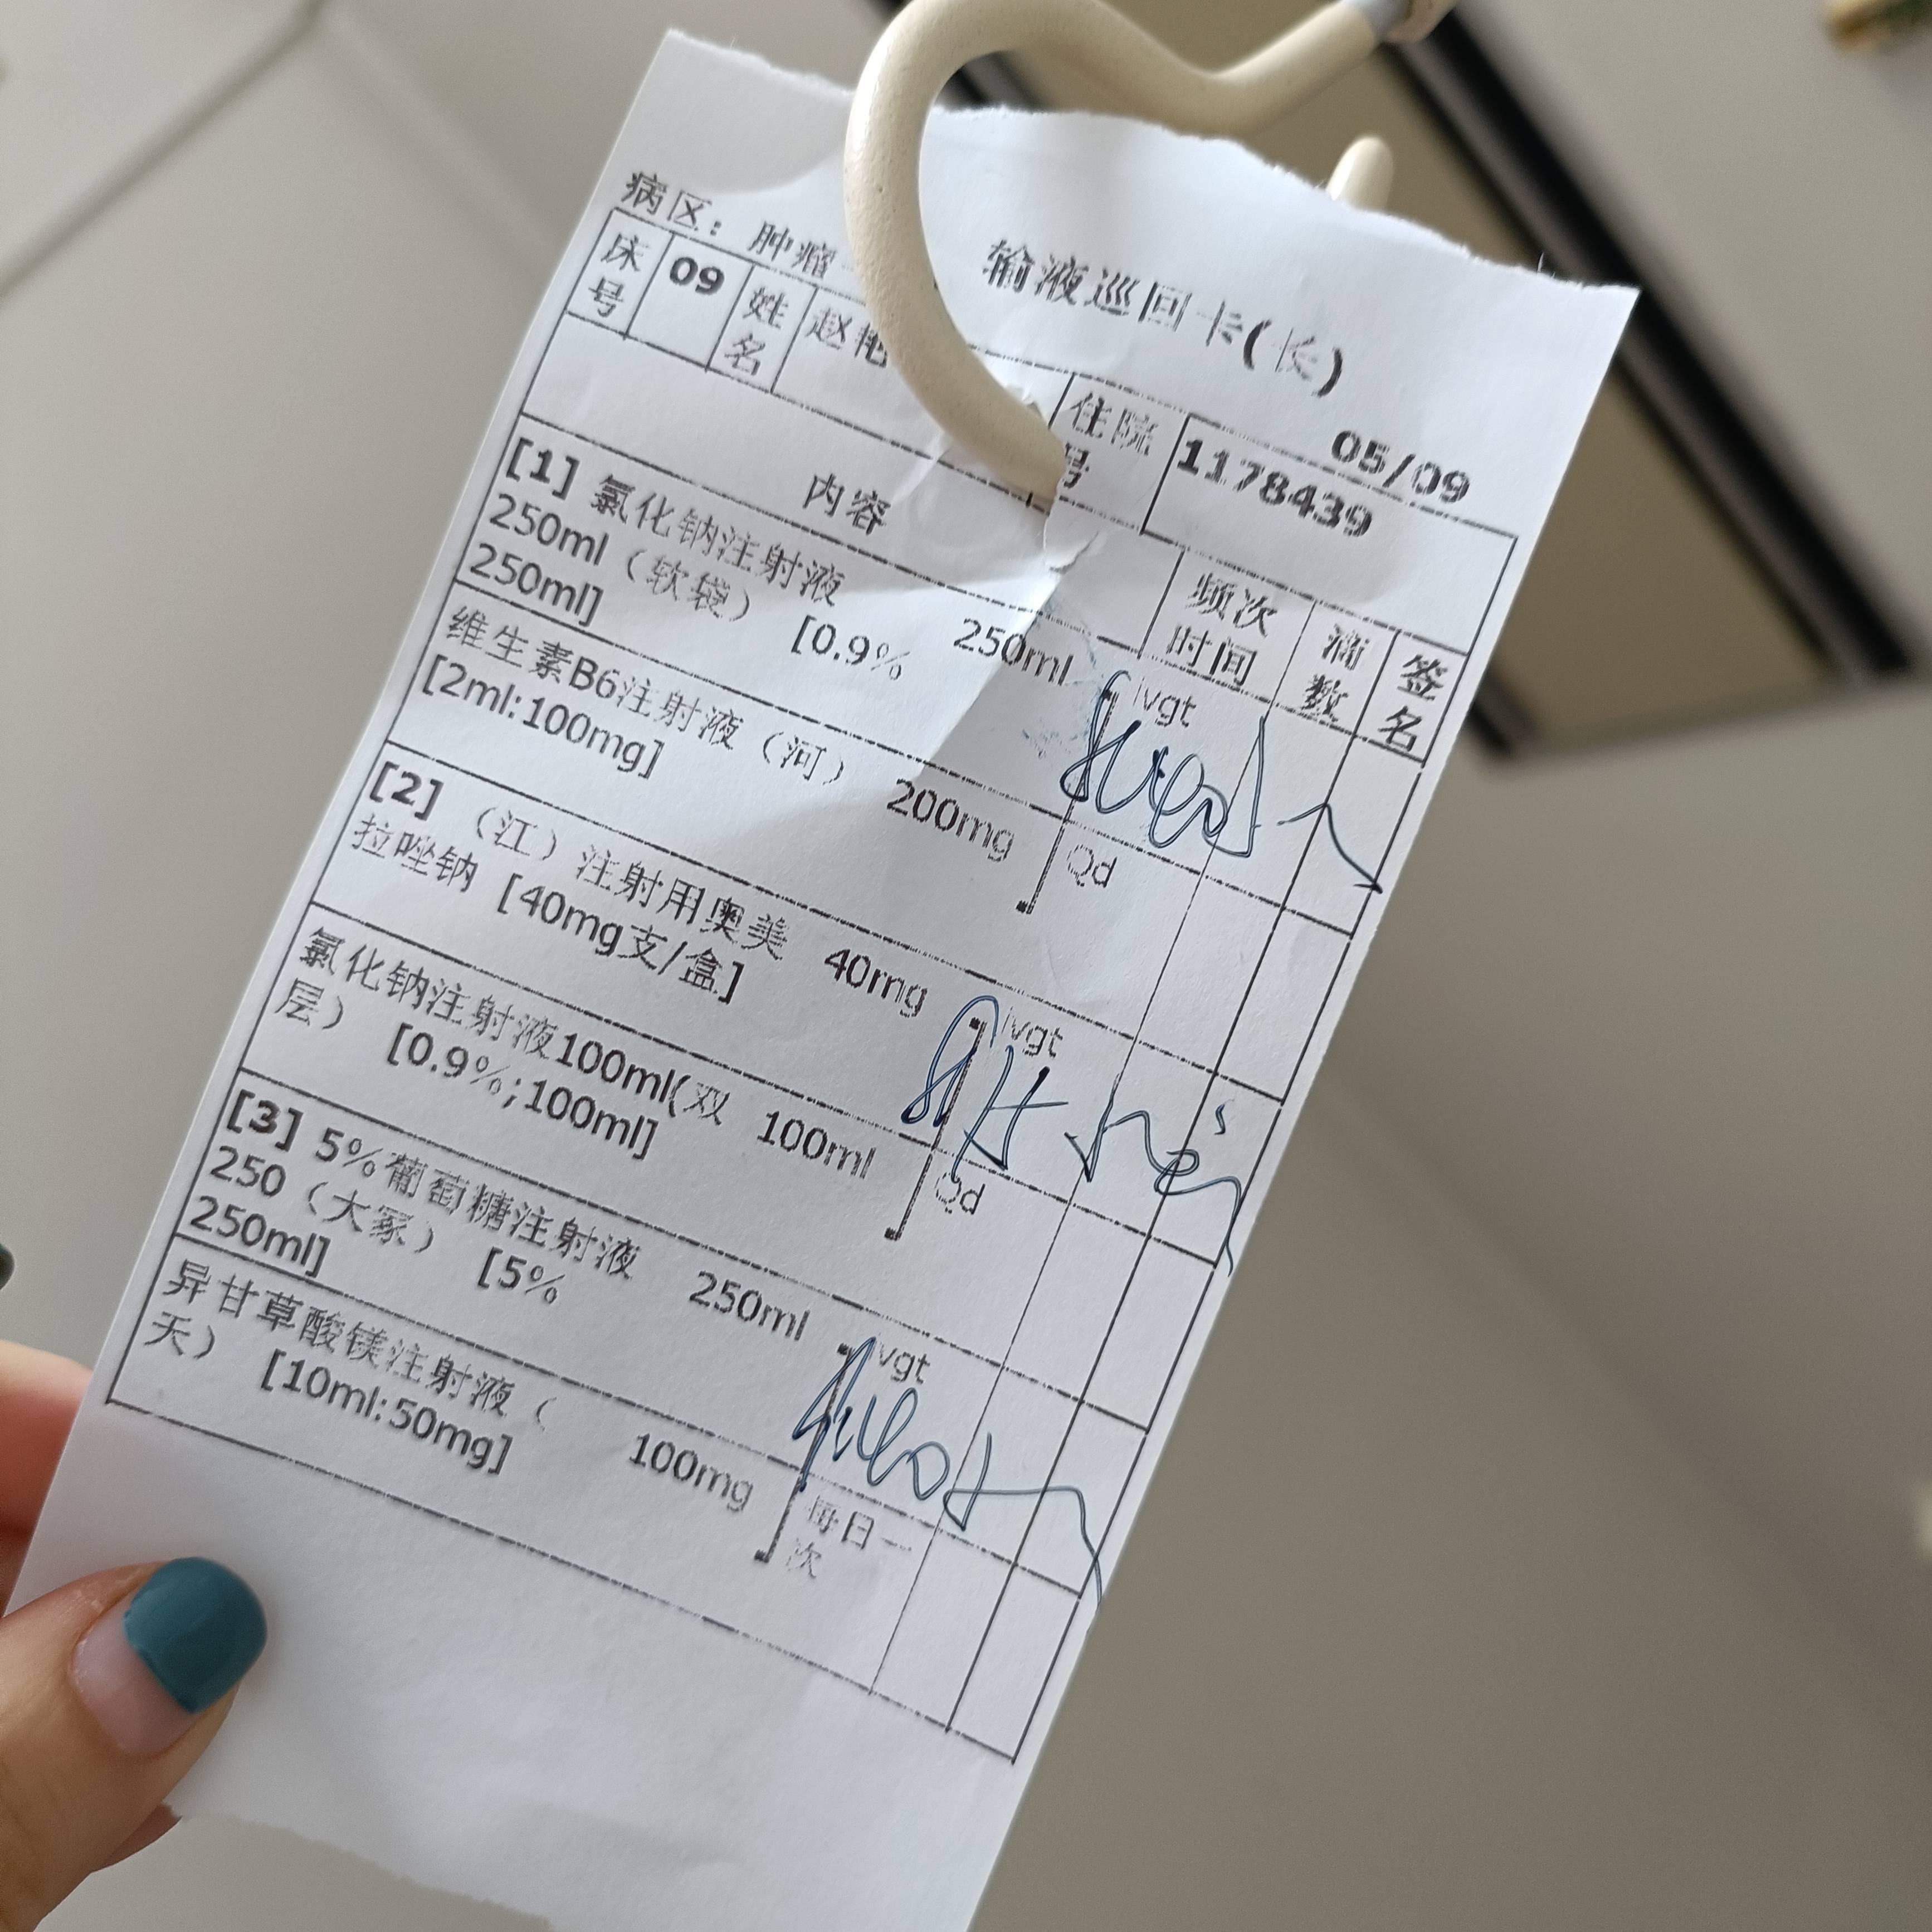 输液巡回卡(长)
病区：肿瘤
05/09
床号 09 姓名 赵艳 住院号 1178439
内容 频次时间 滴数 签名
[1] 氯化钠注射液 250ml ivgt
250ml（软袋） [0.9%
250ml]
维生素B6注射液（河） 200mg Qd
[2ml:100mg]
[2] （江）注射用奥美 40mg ivgt
拉唑钠 [40mg支/盒]
氯化钠注射液100ml(双 100ml Qd
层） [0.9%;100ml]
[3] 5%葡萄糖注射液 250ml ivgt
250（大冢） [5%
250ml]
异甘草酸镁注射液（ 100mg 每日一次
天） [10ml:50mg]